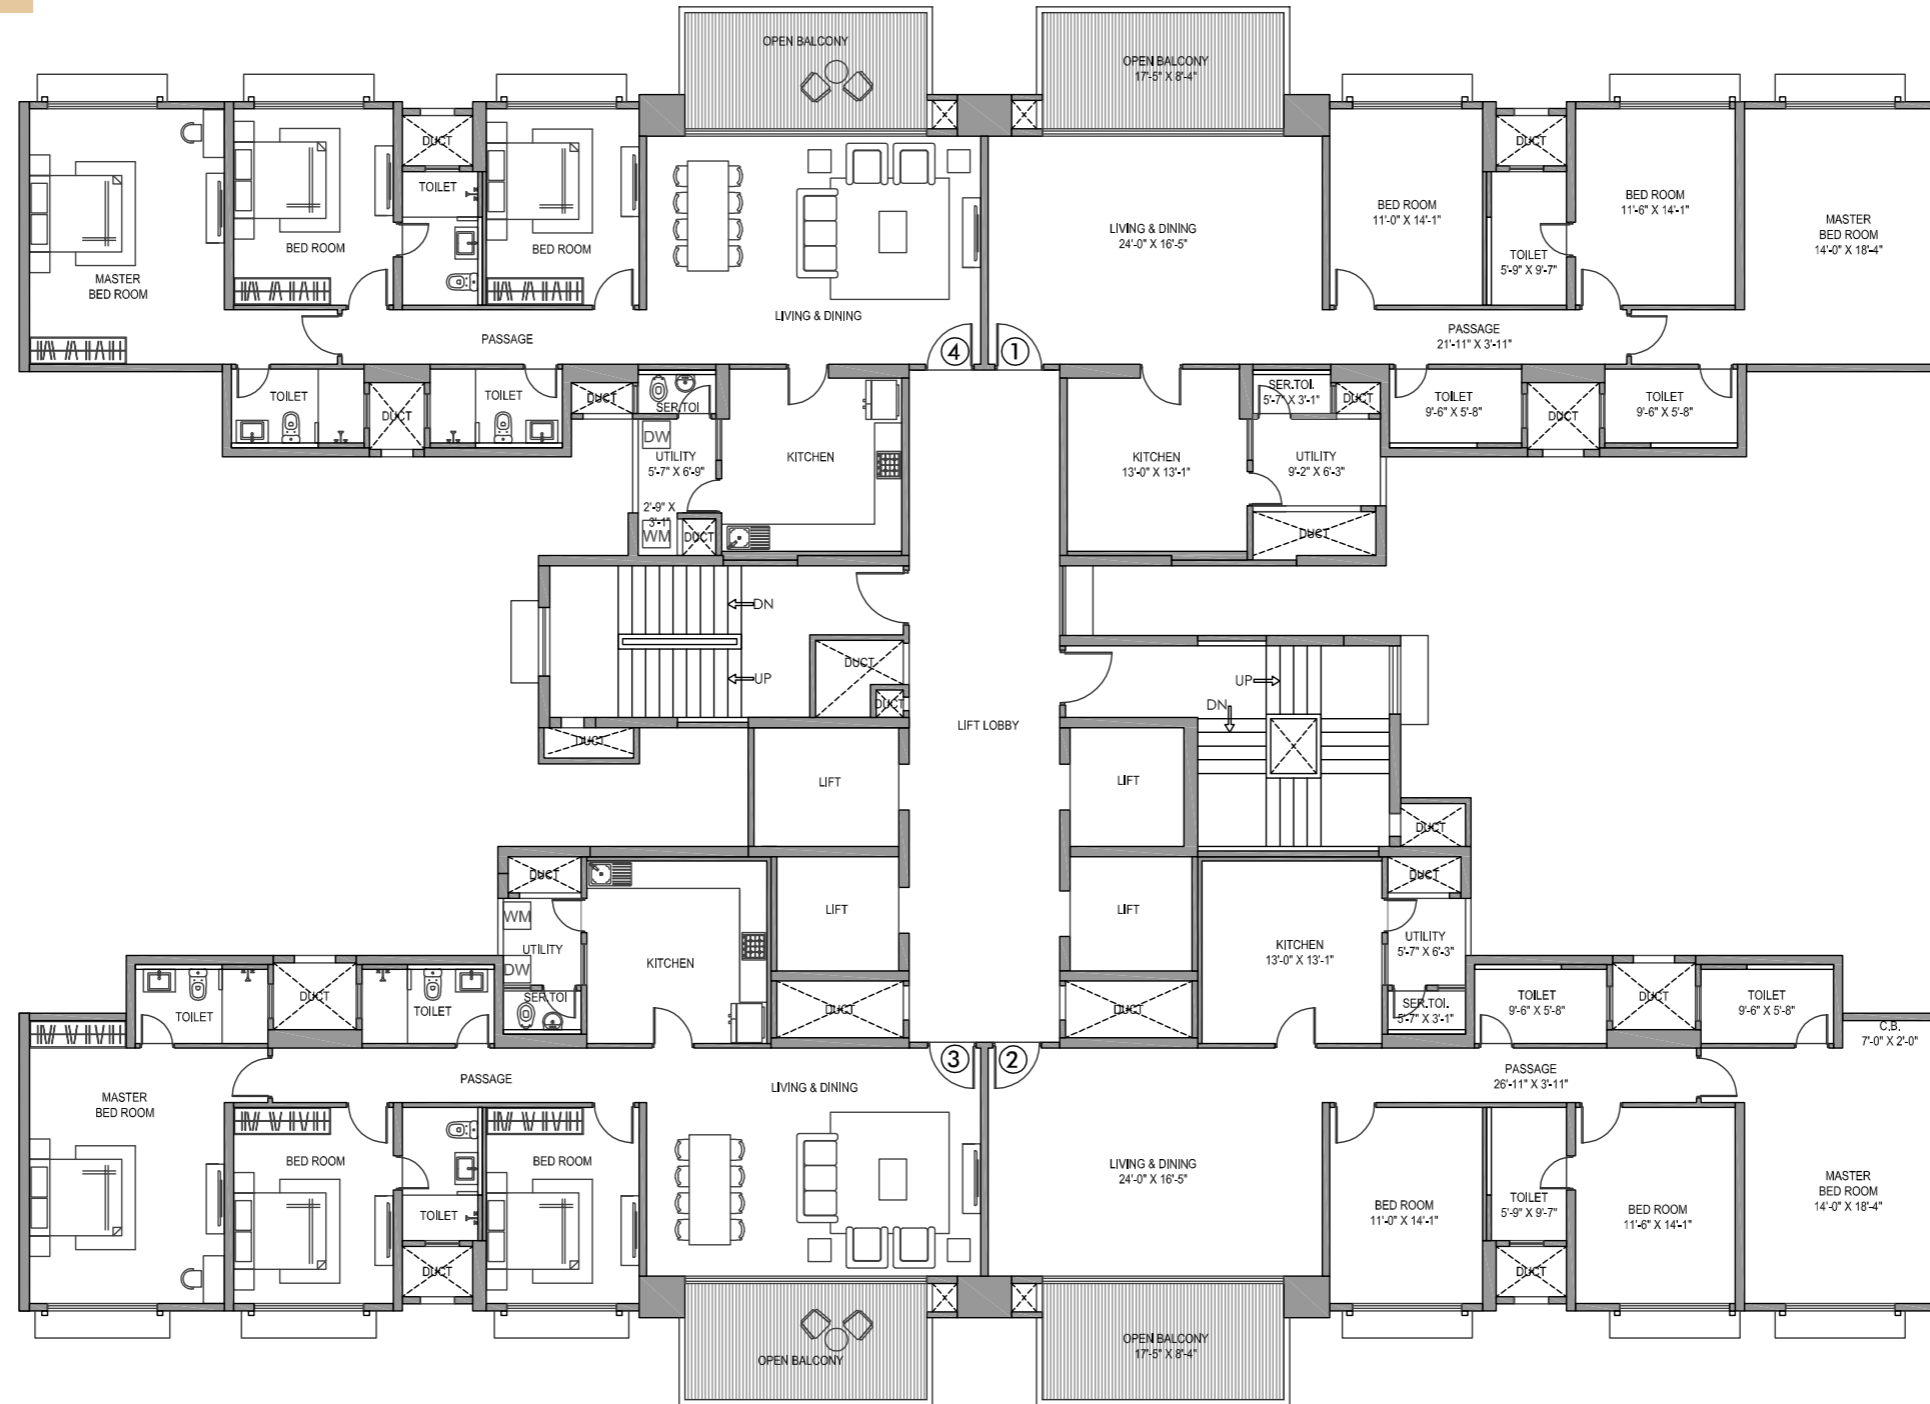 OPEN BALCONY
OPEN BALCONY
17'-5" X 8'-4"
DUCT
TOILET
BED ROOM
BED ROOM
MASTER
BED ROOM
LIVING & DINING
PASSAGE
4
1
LIVING & DINING
24'-0" X 16'-5"
BED ROOM
11'-0" X 14'-1"
DUCT
TOILET
5'-9" X 9'-7"
BED ROOM
11'-6" X 14'-1"
MASTER
BED ROOM
14'-0" X 18'-4"
PASSAGE
21'-11" X 3'-11"
TOILET
DUCT
TOILET
DUCT
SER.TOI
DW
UTILITY
5'-7" X 6'-9"
2'-9" X
3'-1"
WM
DUCT
KITCHEN
KITCHEN
13'-0" X 13'-1"
SER.TOI.
5'-7" X 3'-1"
DUCT
UTILITY
9'-2" X 6'-3"
DUCT
TOILET
9'-6" X 5'-8"
DUCT
TOILET
9'-6" X 5'-8"
DN
UP
DUCT
DUCT
DUCT
LIFT LOBBY
UP
DN
LIFT
LIFT
DUCT
LIFT
LIFT
DUCT
WM
UTILITY
DW
SER.TOI
KITCHEN
DUCT
DUCT
KITCHEN
13'-0" X 13'-1"
DUCT
UTILITY
5'-7" X 6'-3"
SER.TOI.
5'-7" X 3'-1"
TOILET
DUCT
TOILET
TOILET
9'-6" X 5'-8"
DUCT
TOILET
9'-6" X 5'-8"
C.B.
7'-0" X 2'-0"
3
2
PASSAGE
LIVING & DINING
PASSAGE
26'-11" X 3'-11"
MASTER
BED ROOM
BED ROOM
BED ROOM
TOILET
DUCT
LIVING & DINING
24'-0" X 16'-5"
BED ROOM
11'-0" X 14'-1"
TOILET
5'-9" X 9'-7"
DUCT
BED ROOM
11'-6" X 14'-1"
MASTER
BED ROOM
14'-0" X 18'-4"
OPEN BALCONY
OPEN BALCONY
17'-5" X 8'-4"